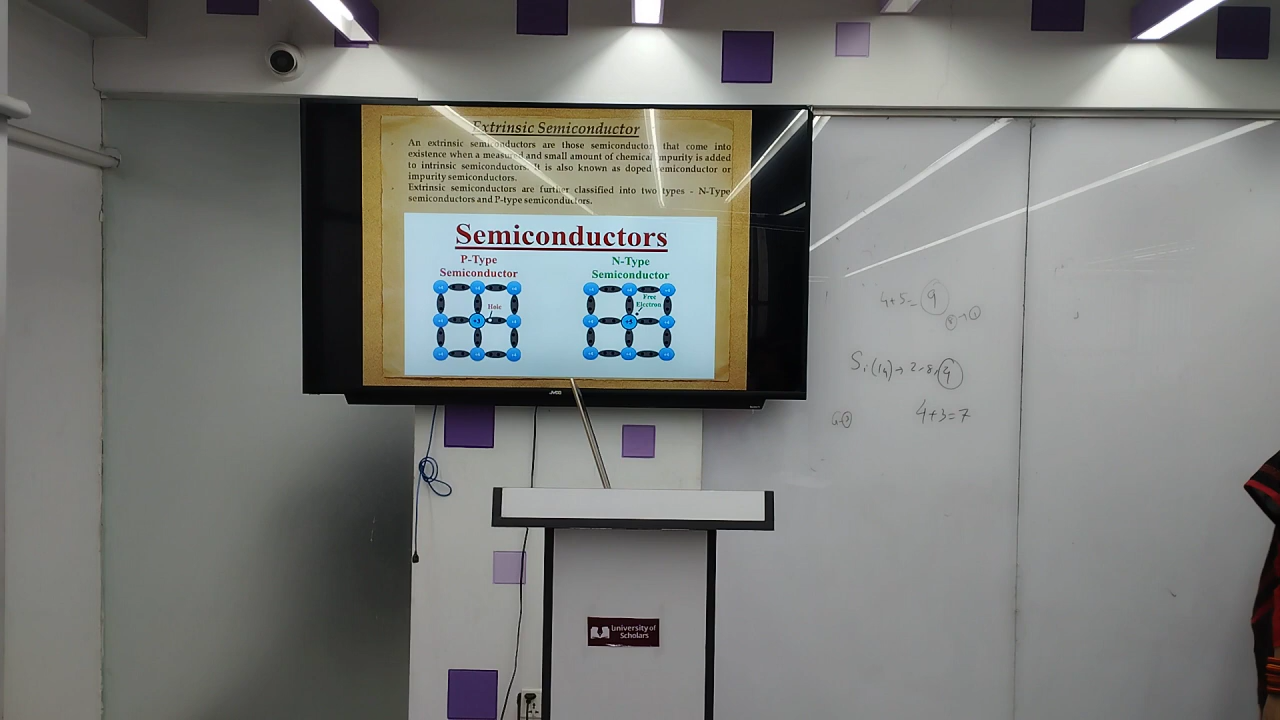 Extrinsic Semiconductor
An extrinsic semiconductors are those semiconductors that come into
existence when a measured and small amount of chemical impurity is added
to intrinsic semiconductors. It is also known as doped semiconductor or
impurity semiconductors.
Extrinsic semiconductors are further classified into two types - N-Type
semiconductors and P-type semiconductors.
Semiconductors
P-Type
Semiconductor
Hole
N-Type
Semiconductor
Free
Electron
JVCO
4+5=9
Si(14)→2-8,4
4+3=7
University of
Scholars